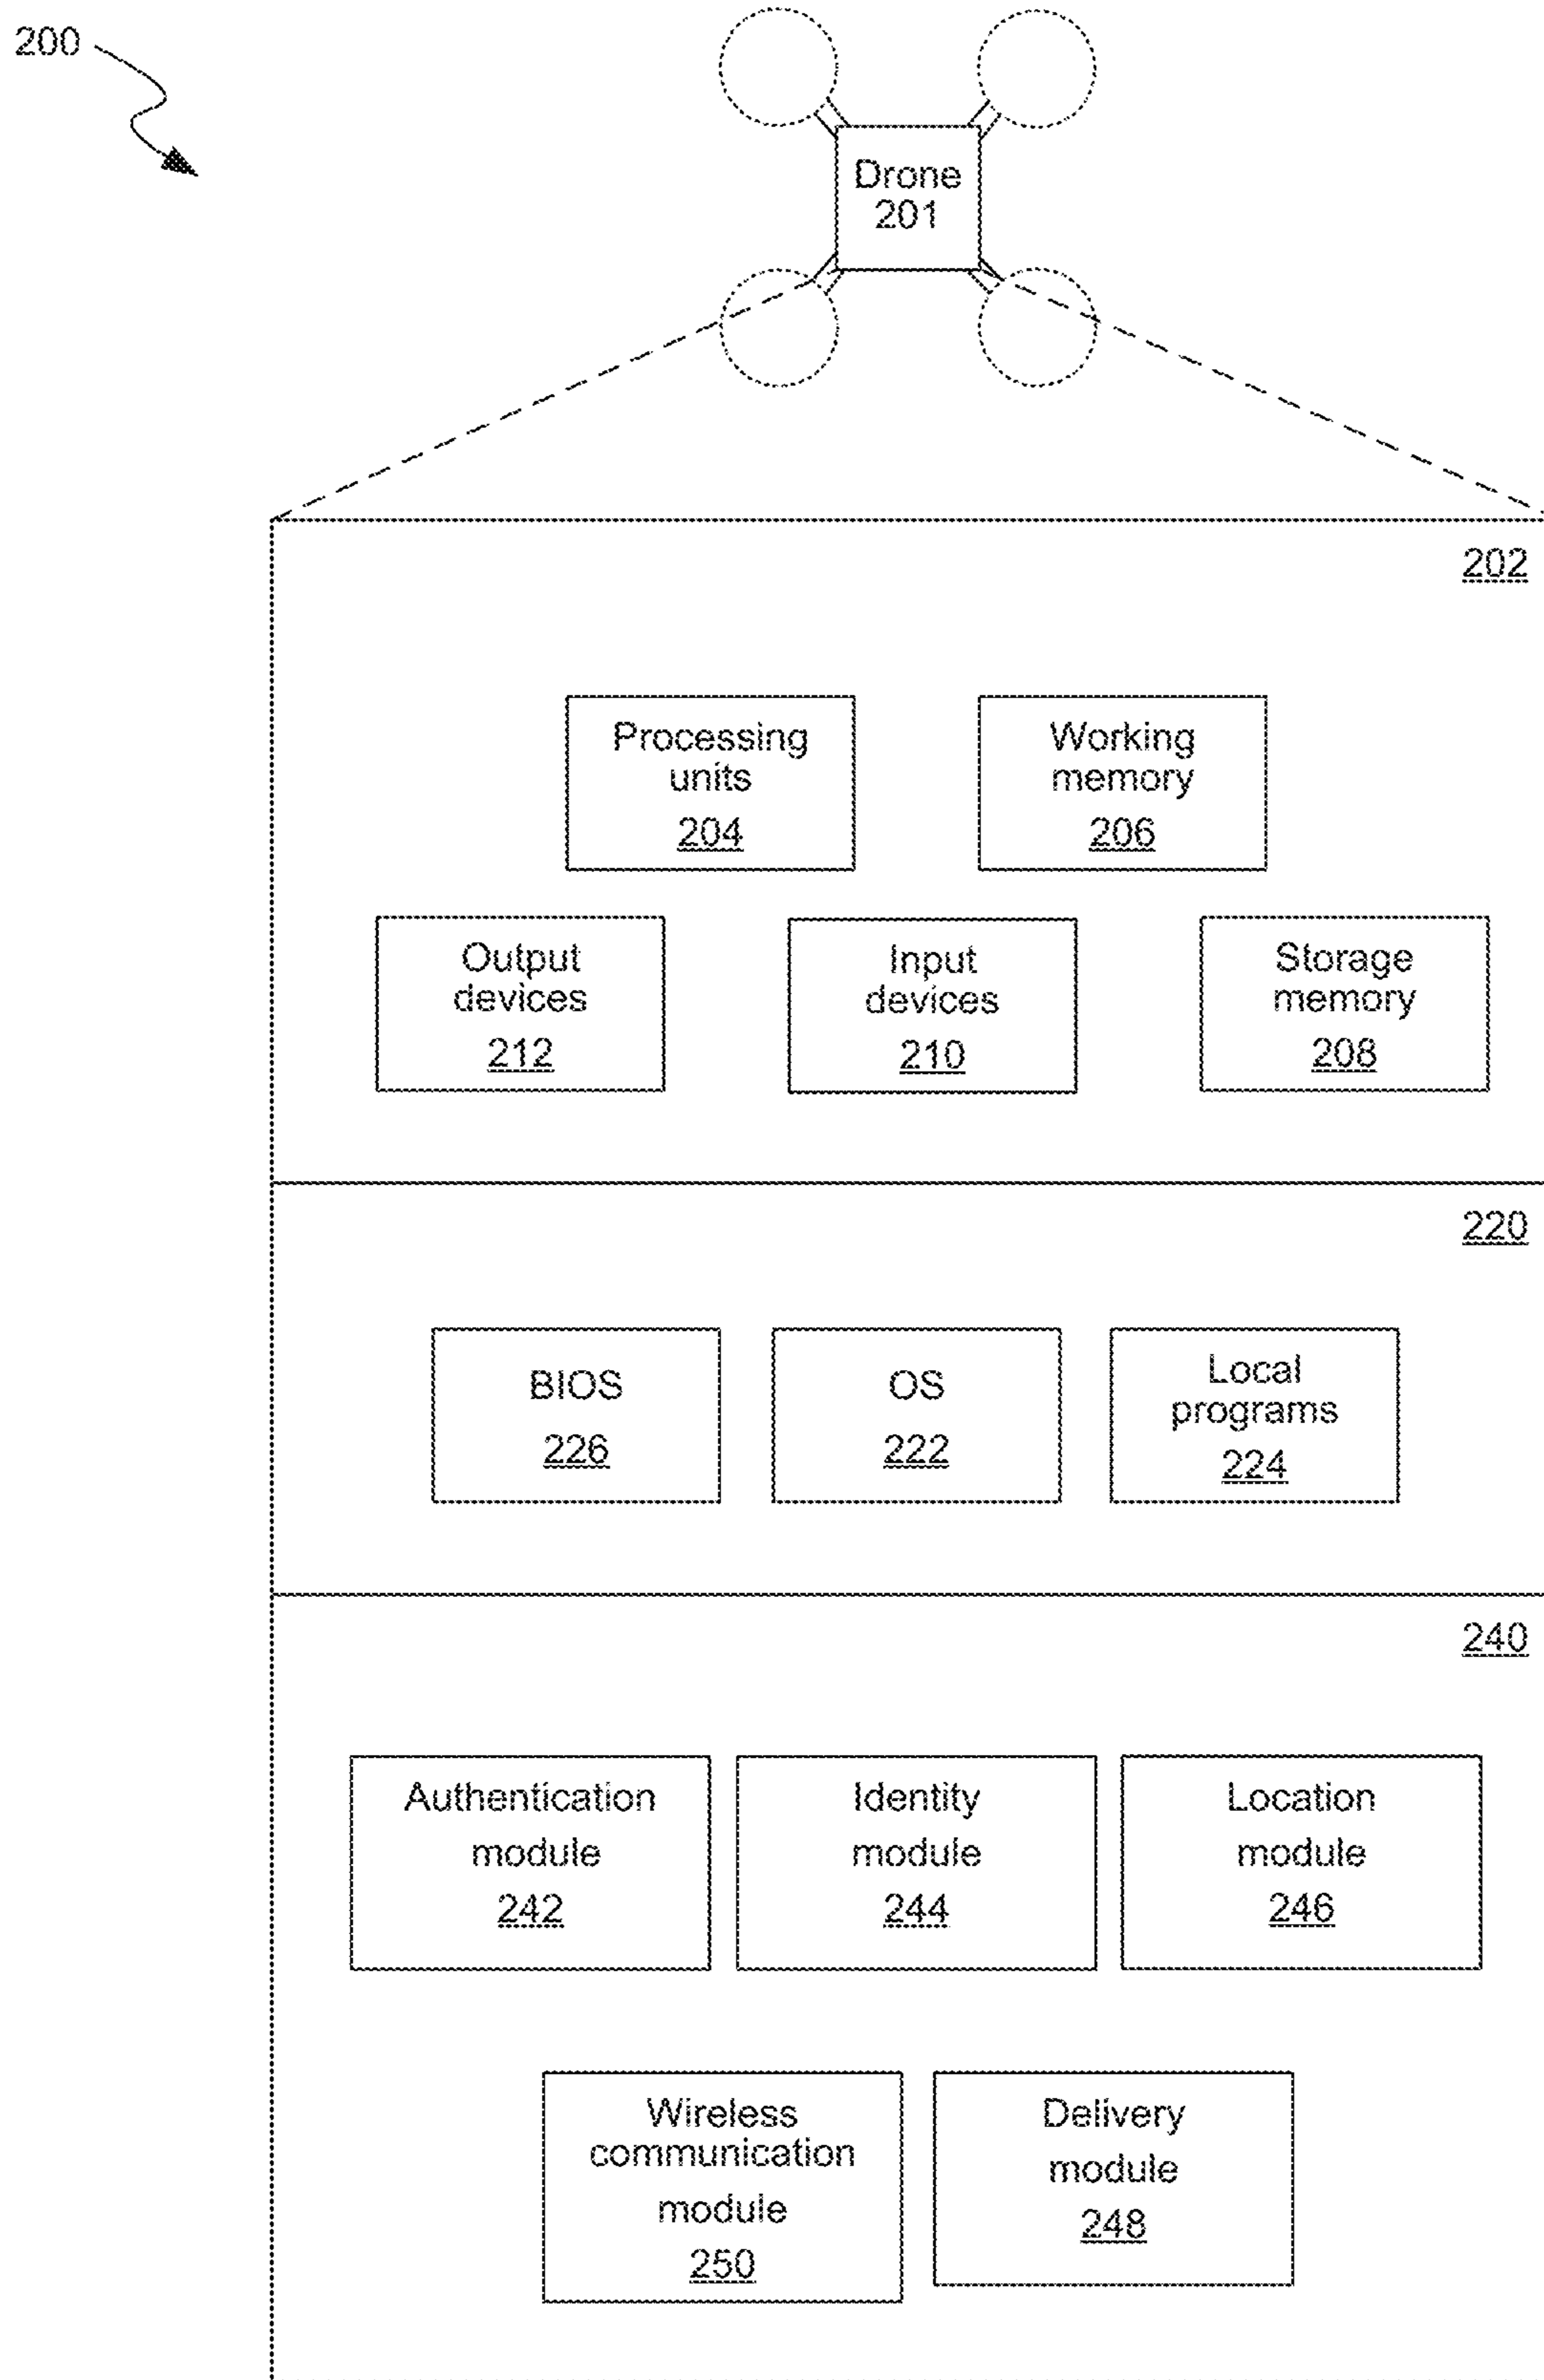 200
Drone
201
202
Processing
units
204
Working
memory
206
Output
devices
212
Input
devices
210
Storage
memory
208
220
BIOS
226
OS
222
Local
programs
224
240
Authentication
module
242
Identity
module
244
Location
module
246
Wireless
communication
module
250
Delivery
module
248